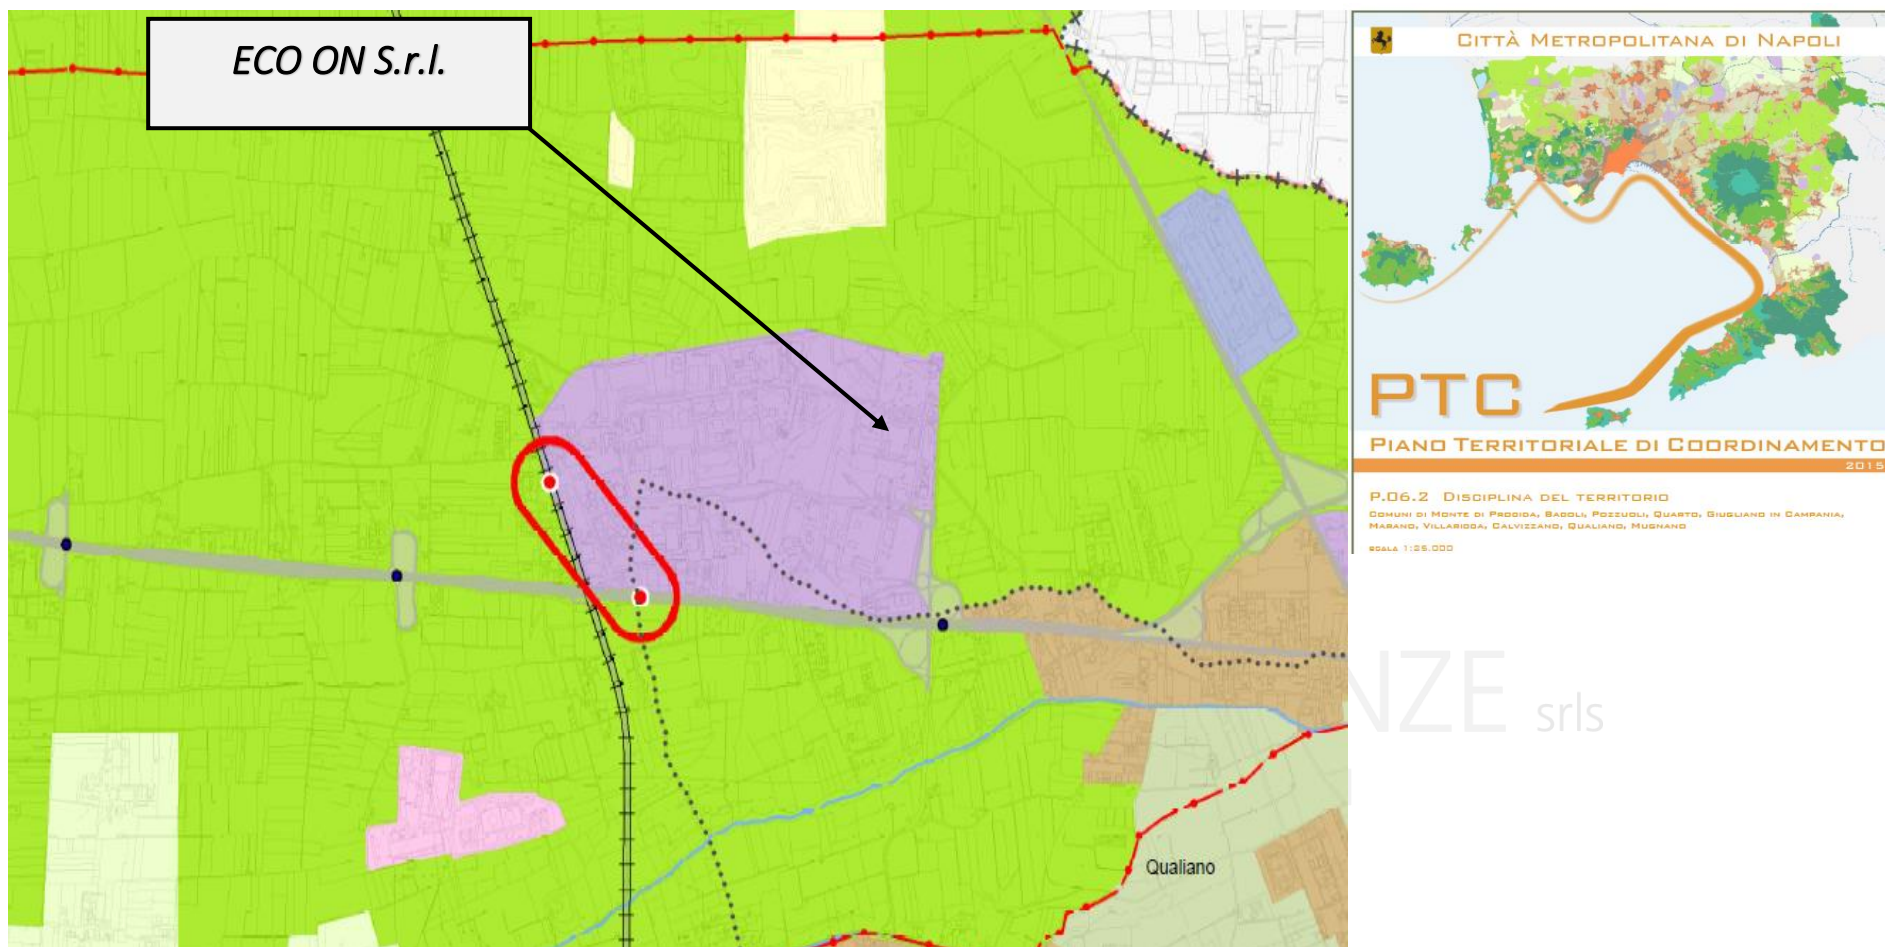 ECO ON S.r.l.
CITTÀ METROPOLITANA DI NAPOLI
PTC
PIANO TERRITORIALE DI COORDINAMENTO
2015
P.06.2 DISCIPLINA DEL TERRITORIO
COMUNI DI MONTE DI PROCIDA, BACOLI, POZZUOLI, QUARTO, GIUGLIANO IN CAMPANIA,
MARANO, VILLARICCA, CALVIZZANO, QUALIANO, MUGNANO
SCALA 1:25.000
NZE srls
Qualiano